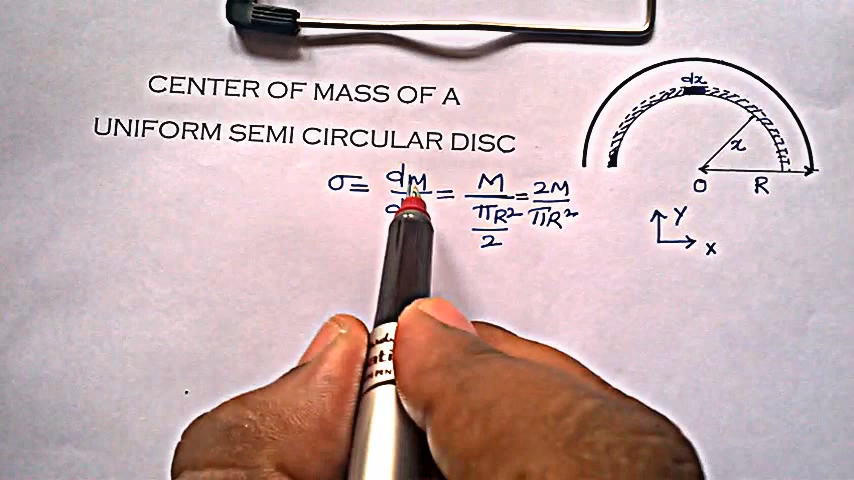 CENTER OF MASS OF A
UNIFORM SEMI CIRCULAR DISC
σ = dM = M = 2M
πR² πR²
2
dx
x
O R
Y
X